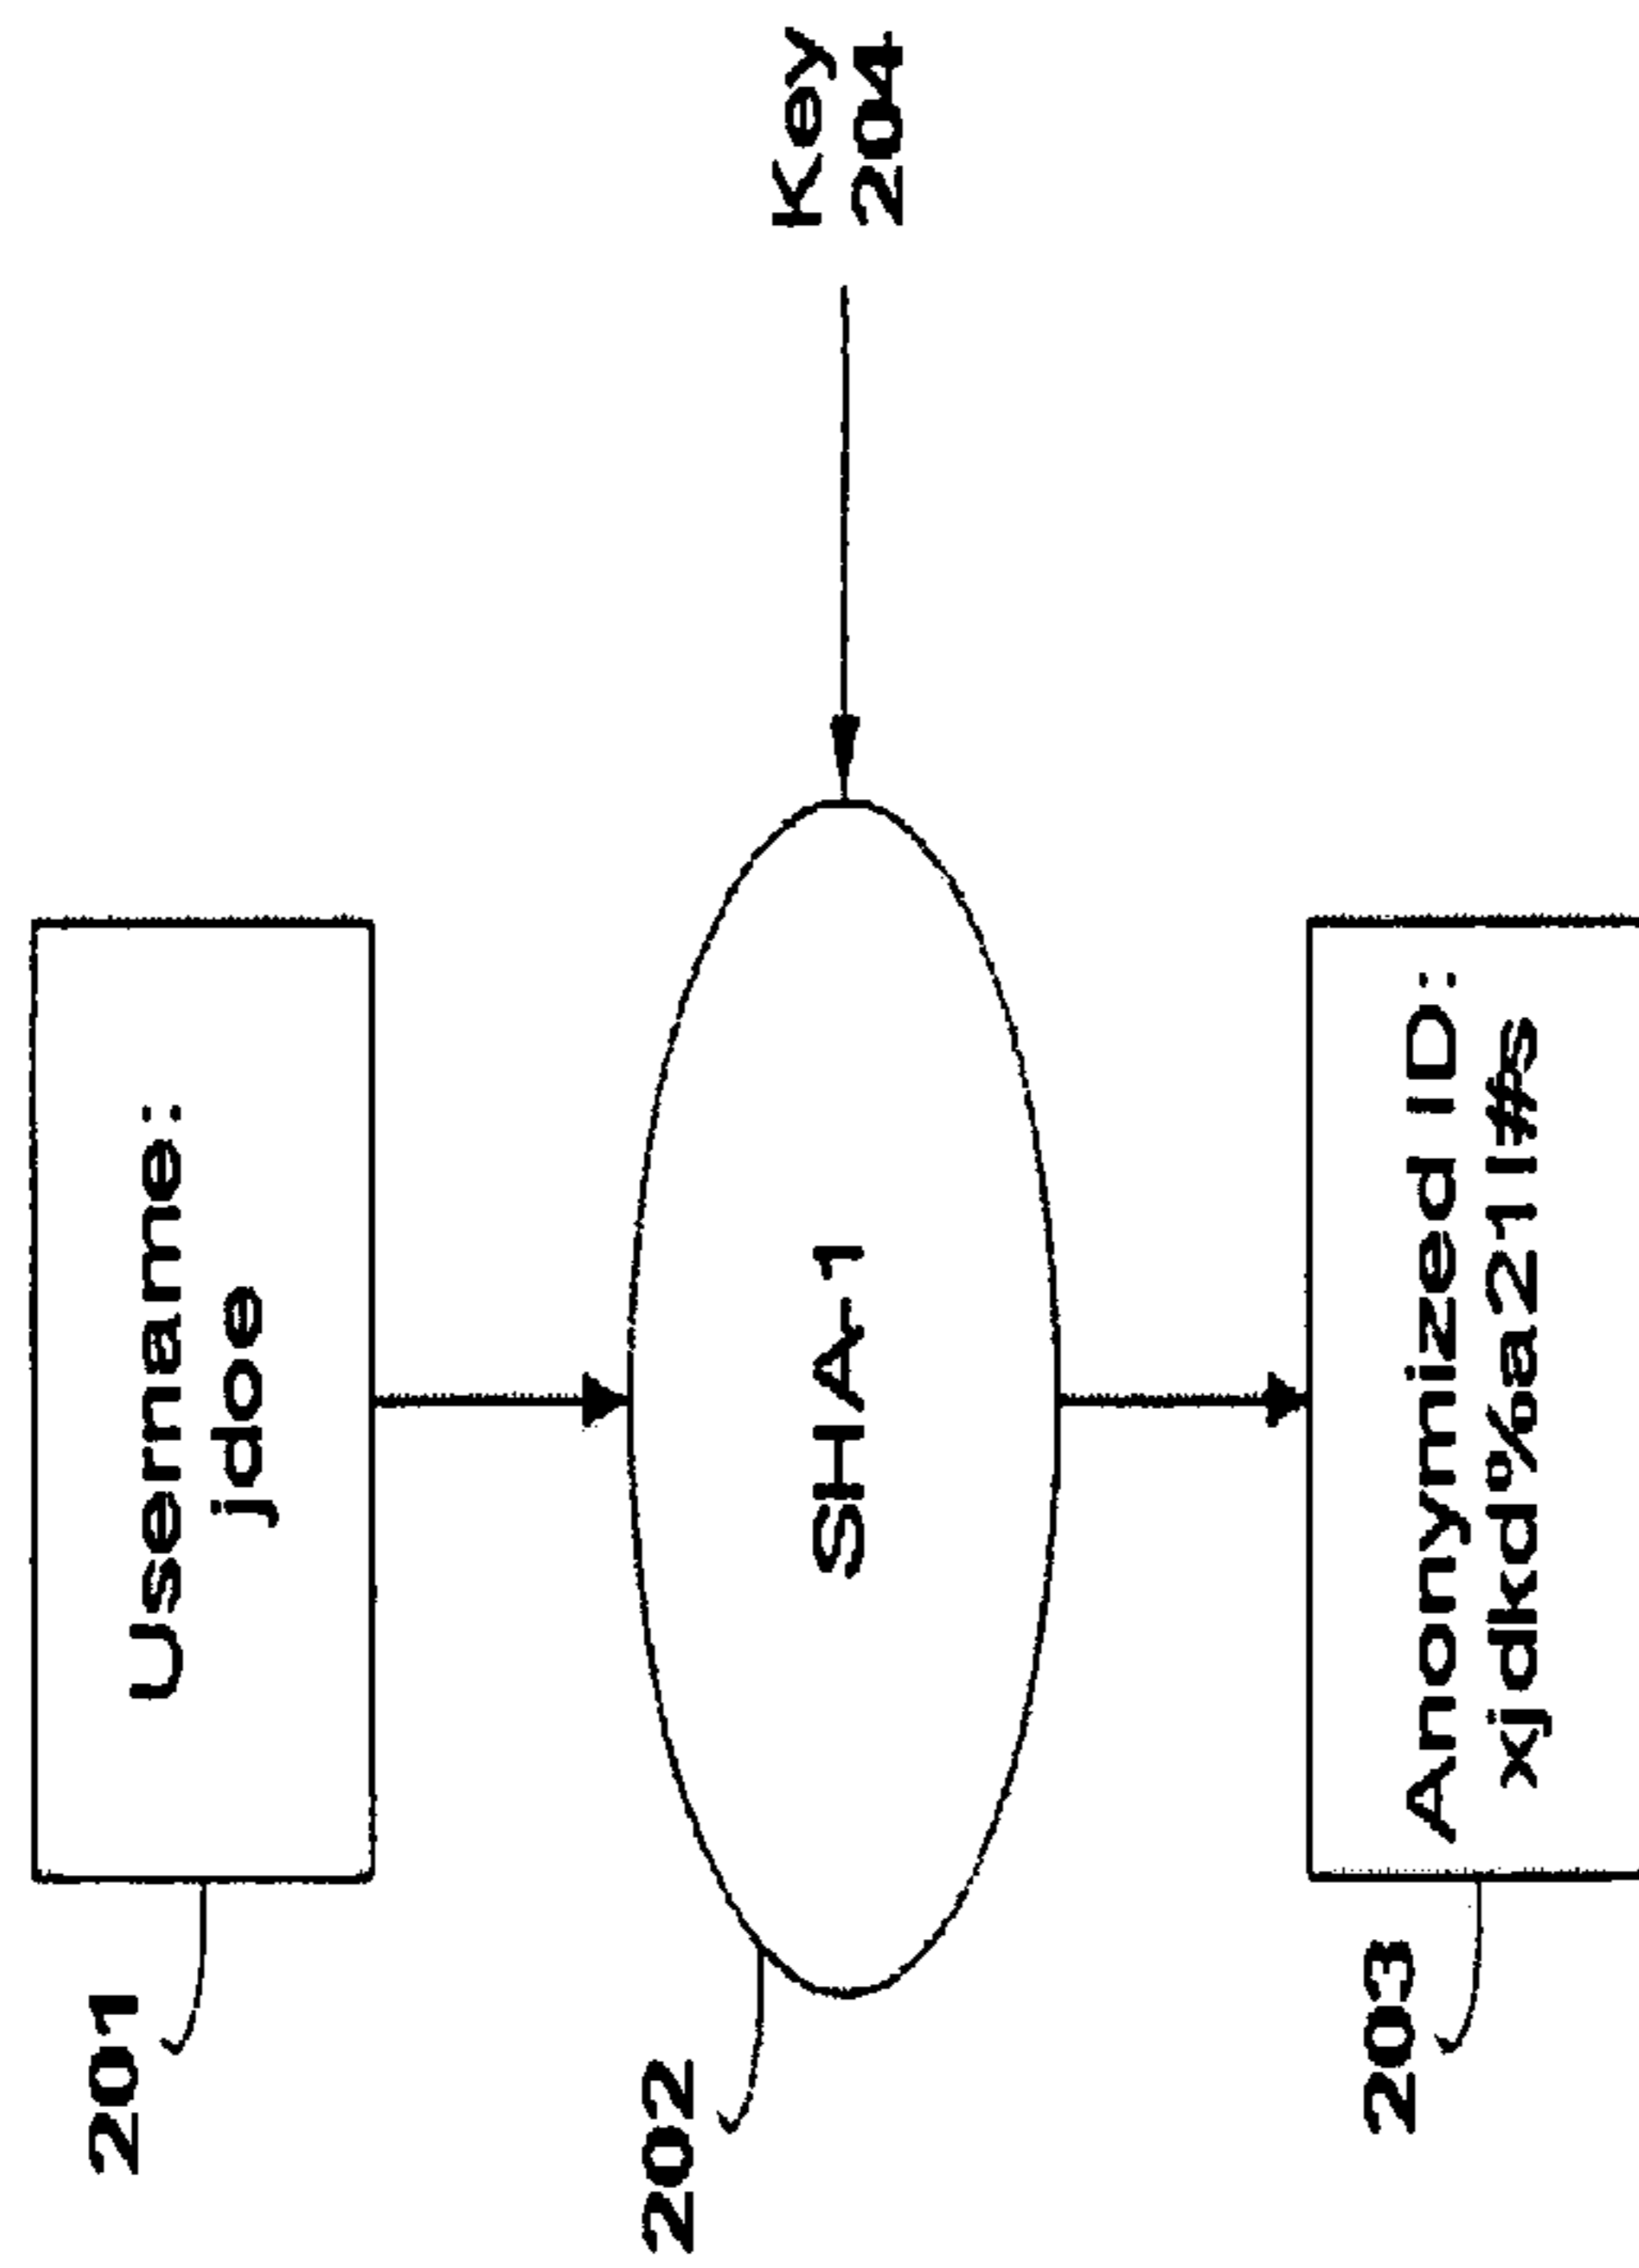 201
Username:
jdoe
202
SHA-1
Key
204
203
Anonymized ID:
xjdkd%a21l#s